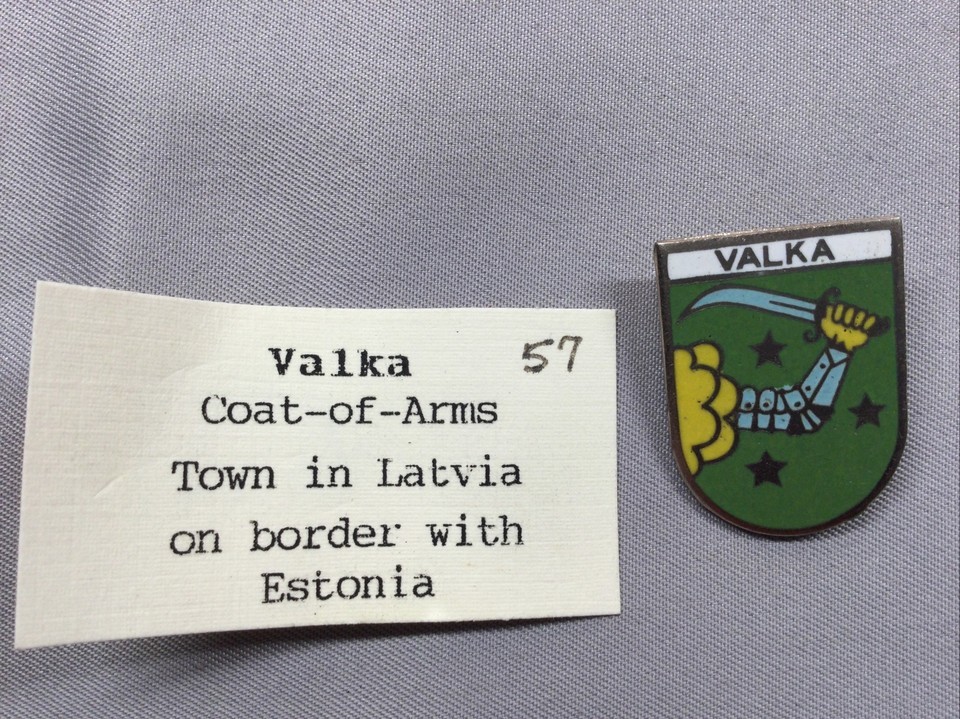 Valka 57
Coat-of-Arms
Town in Latvia
on border with
Estonia
VALKA